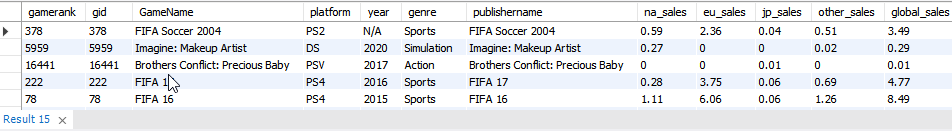 gamerank gid GameName platform year genre publishername na_sales eu_sales jp_sales other_sales global_sales
378 378 FIFA Soccer 2004 PS2 N/A Sports FIFA Soccer 2004 0.59 2.36 0.04 0.51 3.49
5959 5959 Imagine: Makeup Artist DS 2020 Simulation Imagine: Makeup Artist 0.27 0 0 0.02 0.29
16441 16441 Brothers Conflict: Precious Baby PSV 2017 Action Brothers Conflict: Precious Baby 0 0 0.01 0 0.01
222 222 FIFA PS4 2016 Sports FIFA 17 0.28 3.75 0.06 0.69 4.77
78 78 FIFA 16 PS4 2015 Sports FIFA 16 1.11 6.06 0.06 1.26 8.49
Result 15